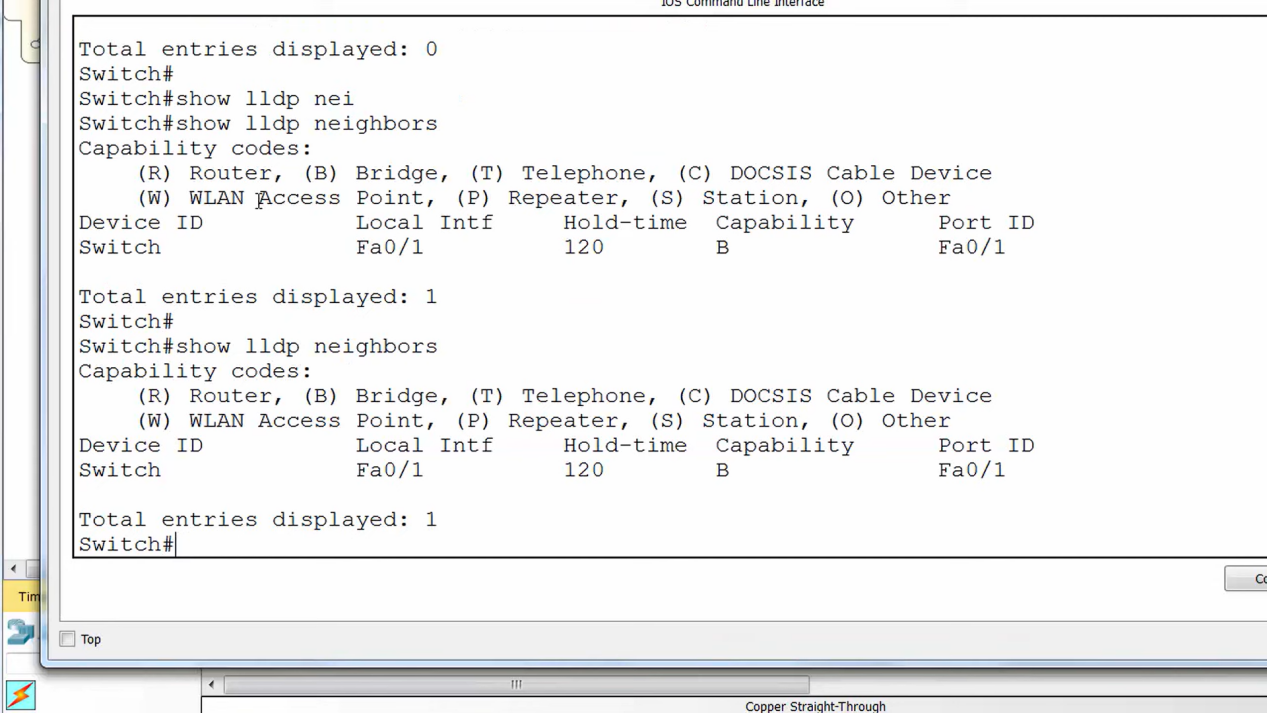 IOS Command Line Interface
Total entries displayed: 0
Switch#
Switch#show lldp nei
Switch#show lldp neighbors
Capability codes:
(R) Router, (B) Bridge, (T) Telephone, (C) DOCSIS Cable Device
(W) WLAN Access Point, (P) Repeater, (S) Station, (O) Other
Device ID Local Intf Hold-time Capability Port ID
Switch Fa0/1 120 B Fa0/1
Total entries displayed: 1
Switch#
Switch#show lldp neighbors
Capability codes:
(R) Router, (B) Bridge, (T) Telephone, (C) DOCSIS Cable Device
(W) WLAN Access Point, (P) Repeater, (S) Station, (O) Other
Device ID Local Intf Hold-time Capability Port ID
Switch Fa0/1 120 B Fa0/1
Total entries displayed: 1
Switch#
Co
Tim
Top
Copper Straight-Through